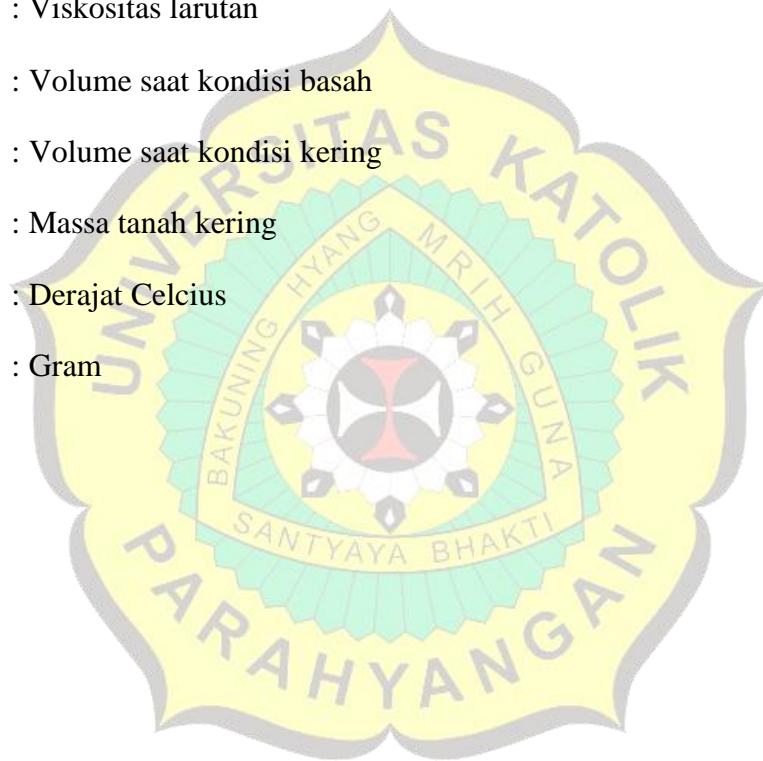 : Viskositas larutan
: Volume saat kondisi basah
: Volume saat kondisi kering
: Massa tanah kering
: Derajat Celcius
: Gram
UNIVERSITAS KATOLIK
PARAHYANGAN
BAKUNING HYANG MRIH GUNA
SANTYAYA BHAKTI